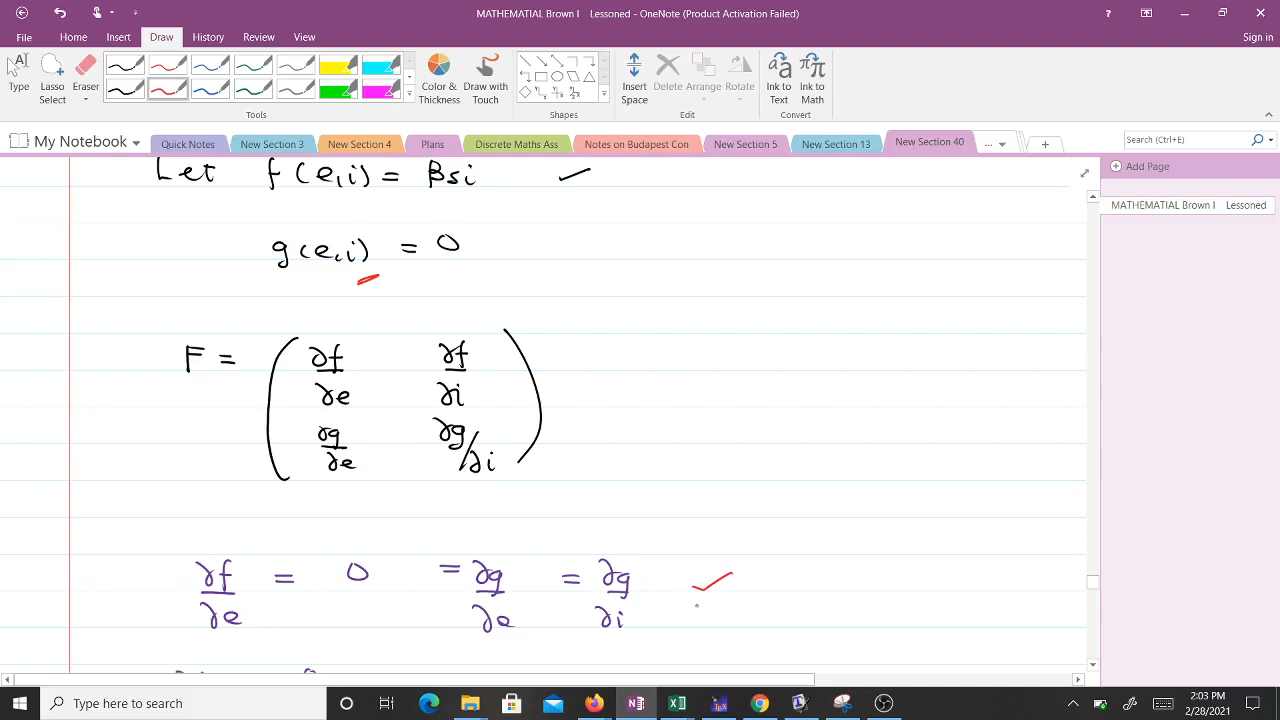 MATHEMATIAL Brown I Lessoned - OneNote (Product Activation Failed)
File Home Insert Draw History Review View Sign in
Type Lasso Select Eraser Color & Thickness Draw with Touch Insert Space Delete Arrange Rotate Ink to Text Ink to Math
Tools Shapes Edit Convert
My Notebook Quick Notes New Section 3 New Section 4 Plans Discrete Maths Ass Notes on Budapest Con New Section 5 New Section 13 New Section 40 ... Search (Ctrl+E)
Add Page
MATHEMATIAL Brown I Lessoned
Let f(e,i) = βsi ✓
g(e,i) = 0
F = ( ∂f/∂e ∂f/∂i
∂g/∂e ∂g/∂i )
∂f/∂e = 0 = ∂g/∂e = ∂g/∂i ✓
Type here to search
2:03 PM
2/28/2021